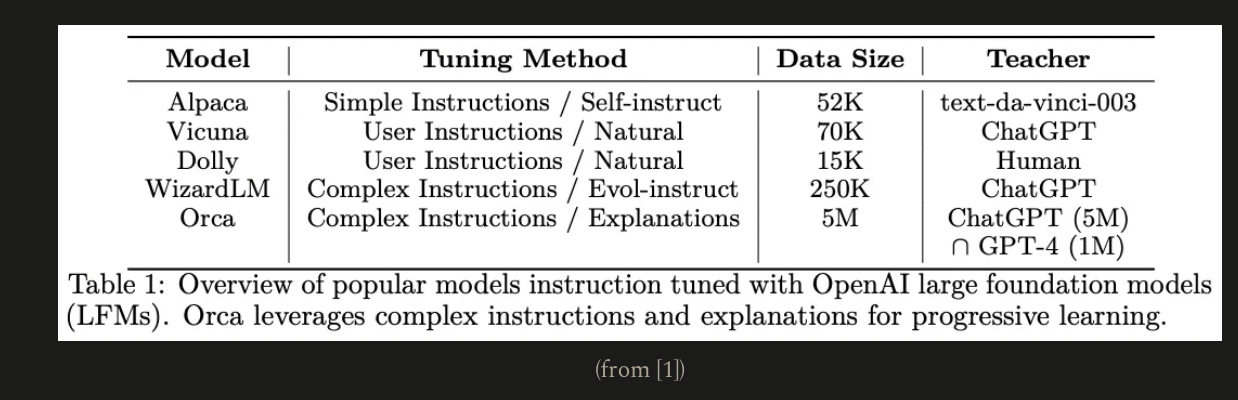 Model | Tuning Method | Data Size | Teacher
Alpaca | Simple Instructions / Self-instruct | 52K | text-da-vinci-003
Vicuna | User Instructions / Natural | 70K | ChatGPT
Dolly | User Instructions / Natural | 15K | Human
WizardLM | Complex Instructions / Evol-instruct | 250K | ChatGPT
Orca | Complex Instructions / Explanations | 5M | ChatGPT (5M)
∩ GPT-4 (1M)
Table 1: Overview of popular models instruction tuned with OpenAI large foundation models
(LFMs). Orca leverages complex instructions and explanations for progressive learning.
(from [1])